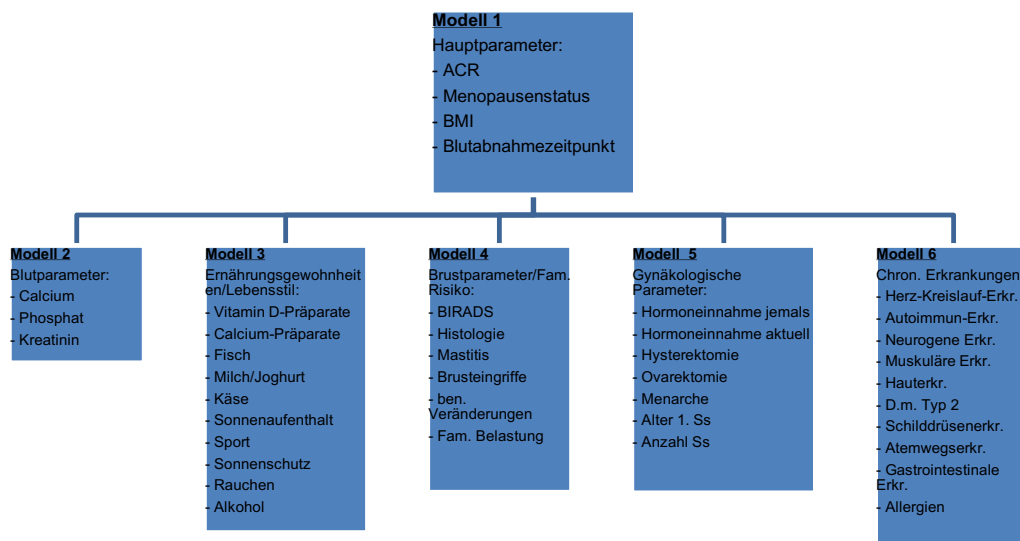 Modell 1
Hauptparameter:
- ACR
- Menopausenstatus
- BMI
- Blutabnahmezeitpunkt
Modell 2
Blutparameter:
- Calcium
- Phosphat
- Kreatinin
Modell 3
Ernährungsgewohnheit
en/Lebensstil:
- Vitamin D-Präparate
- Calcium-Präparate
- Fisch
- Milch/Joghurt
- Käse
- Sonnenaufenthalt
- Sport
- Sonnenschutz
- Rauchen
- Alkohol
Modell 4
Brustparameter/Fam.
Risiko:
- BIRADS
- Histologie
- Mastitis
- Brusteingriffe
- ben.
Veränderungen
- Fam. Belastung
Modell 5
Gynäkologische
Parameter:
- Hormoneinnahme jemals
- Hormoneinnahme aktuell
- Hysterektomie
- Ovarektomie
- Menarche
- Alter 1. Ss
- Anzahl Ss
Modell 6
Chron. Erkrankungen
- Herz-Kreislauf-Erkr.
- Autoimmun-Erkr.
- Neurogene Erkr.
- Muskuläre Erkr.
- Hauterkr.
- D.m. Typ 2
- Schilddrüsenerkr.
- Atemwegserkr.
- Gastrointestinale
Erkr.
- Allergien